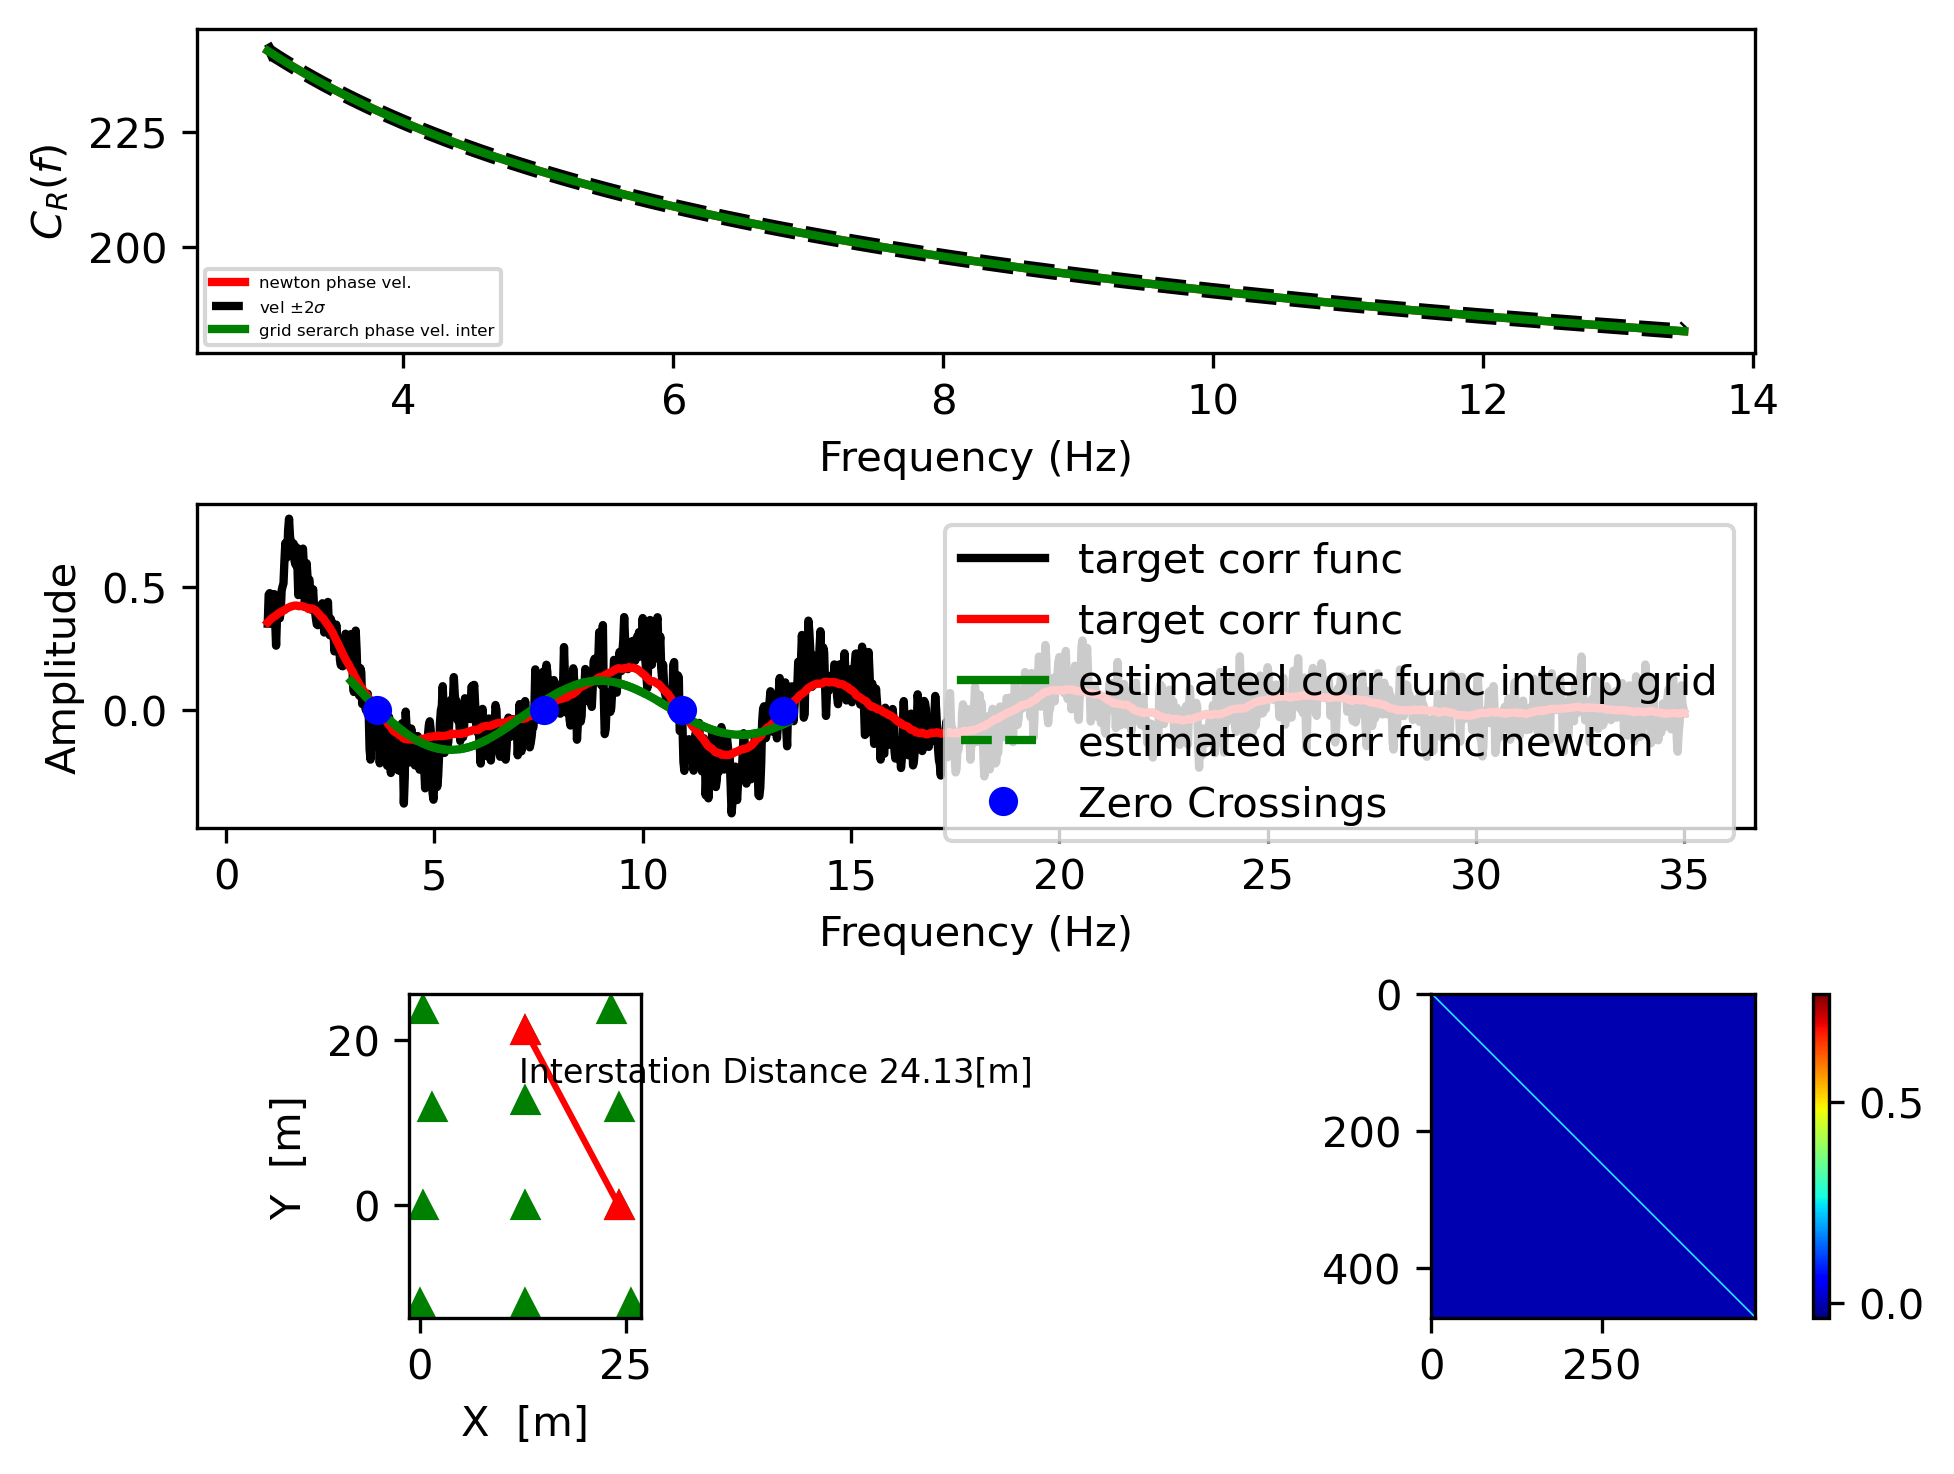 225
200
C_R(f)
newton phase vel.
vel ±2σ
grid serarch phase vel. inter
4 6 8 10 12 14
Frequency (Hz)
0.5
0.0
Amplitude
target corr func
target corr func
estimated corr func interp grid
estimated corr func newton
Zero Crossings
0 5 10 15 20 25 30 35
Frequency (Hz)
20
0
Y [m]
Interstation Distance 24.13[m]
0 25
X [m]
0
200
400
0 250
0.5
0.0